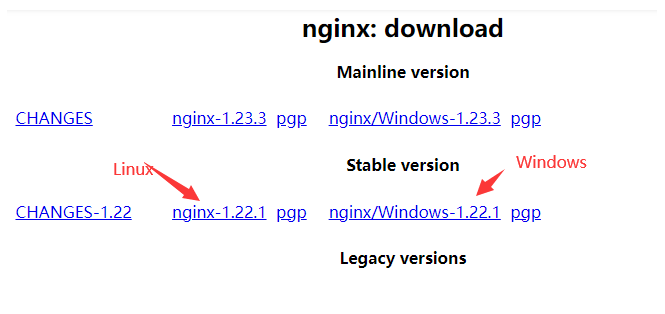 nginx: download
Mainline version
CHANGES nginx-1.23.3 pgp nginx/Windows-1.23.3 pgp
Linux Stable version Windows
CHANGES-1.22 nginx-1.22.1 pgp nginx/Windows-1.22.1 pgp
Legacy versions